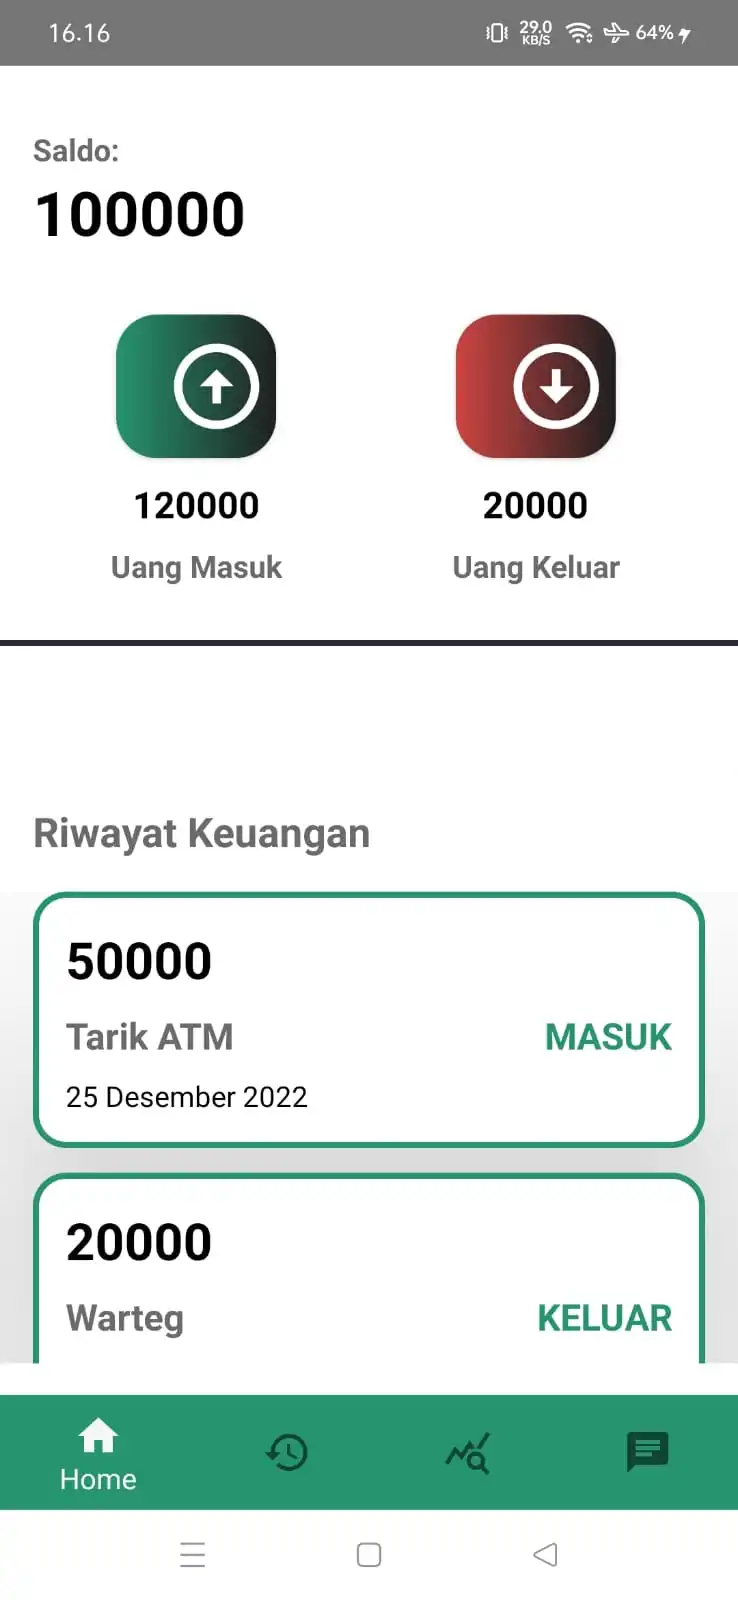 16.16
29.0
KB/S
64%
Saldo:
100000
120000
20000
Uang Masuk
Uang Keluar
Riwayat Keuangan
50000
Tarik ATM
MASUK
25 Desember 2022
20000
Warteg
KELUAR
Home